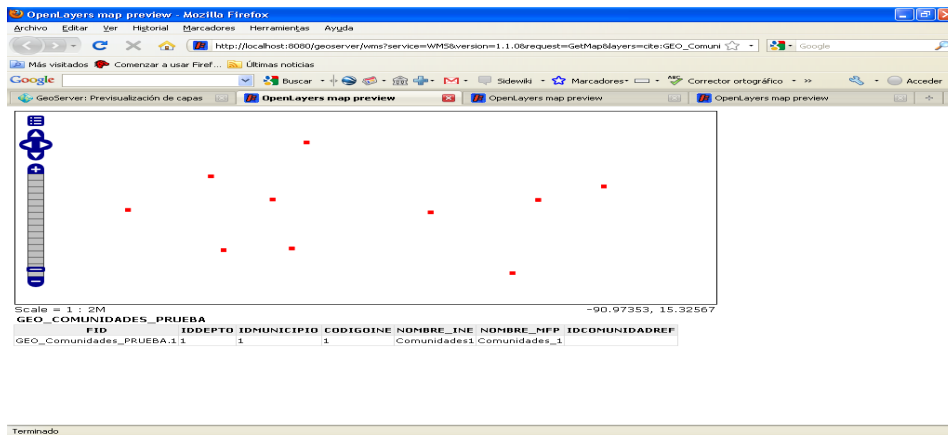 OpenLayers map preview - Mozilla Firefox
Archivo Editar Ver Historial Marcadores Herramientas Ayuda
http://localhost:8080/geoserver/wms?service=WMS&version=1.1.0&request=GetMap&layers=cite:GEO_Comuni Google
Más visitados Comenzar a usar Firef... Últimas noticias
Google Buscar Sidewiki Marcadores Corrector ortográfico » Acceder
GeoServer: Previsualización de capas OpenLayers map preview OpenLayers map preview OpenLayers map preview
Scale = 1 : 2M -90.97353, 15.32567
GEO_COMUNIDADES_PRUEBA
FID IDDEPTO IDMUNICIPIO CODIGOINE NOMBRE_INE NOMBRE_MFP IDCOMUNIDADREF
GEO_Comunidades_PRUEBA.1 1 1 1 Comunidades1 Comunidades_1
Terminado